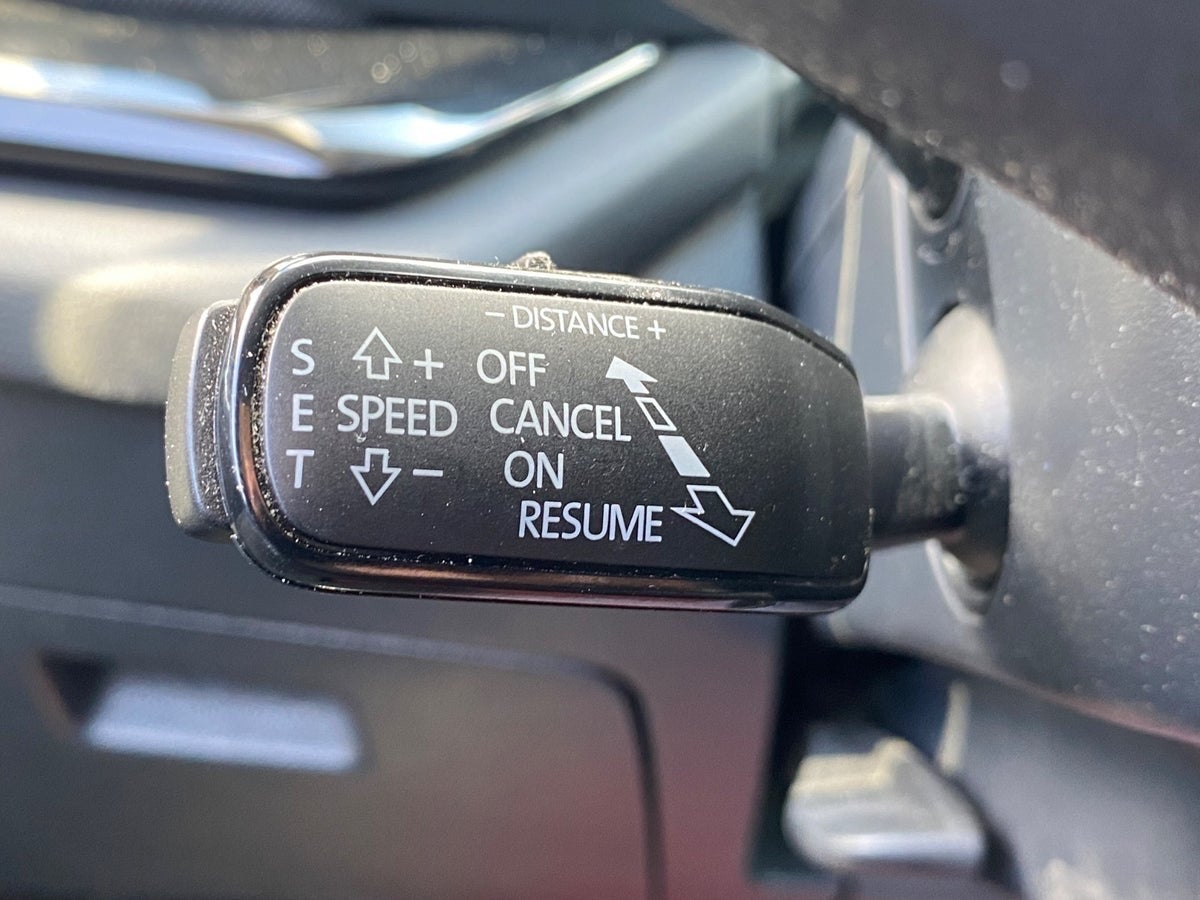 – DISTANCE +
S + OFF
E SPEED CANCEL
T – ON
RESUME